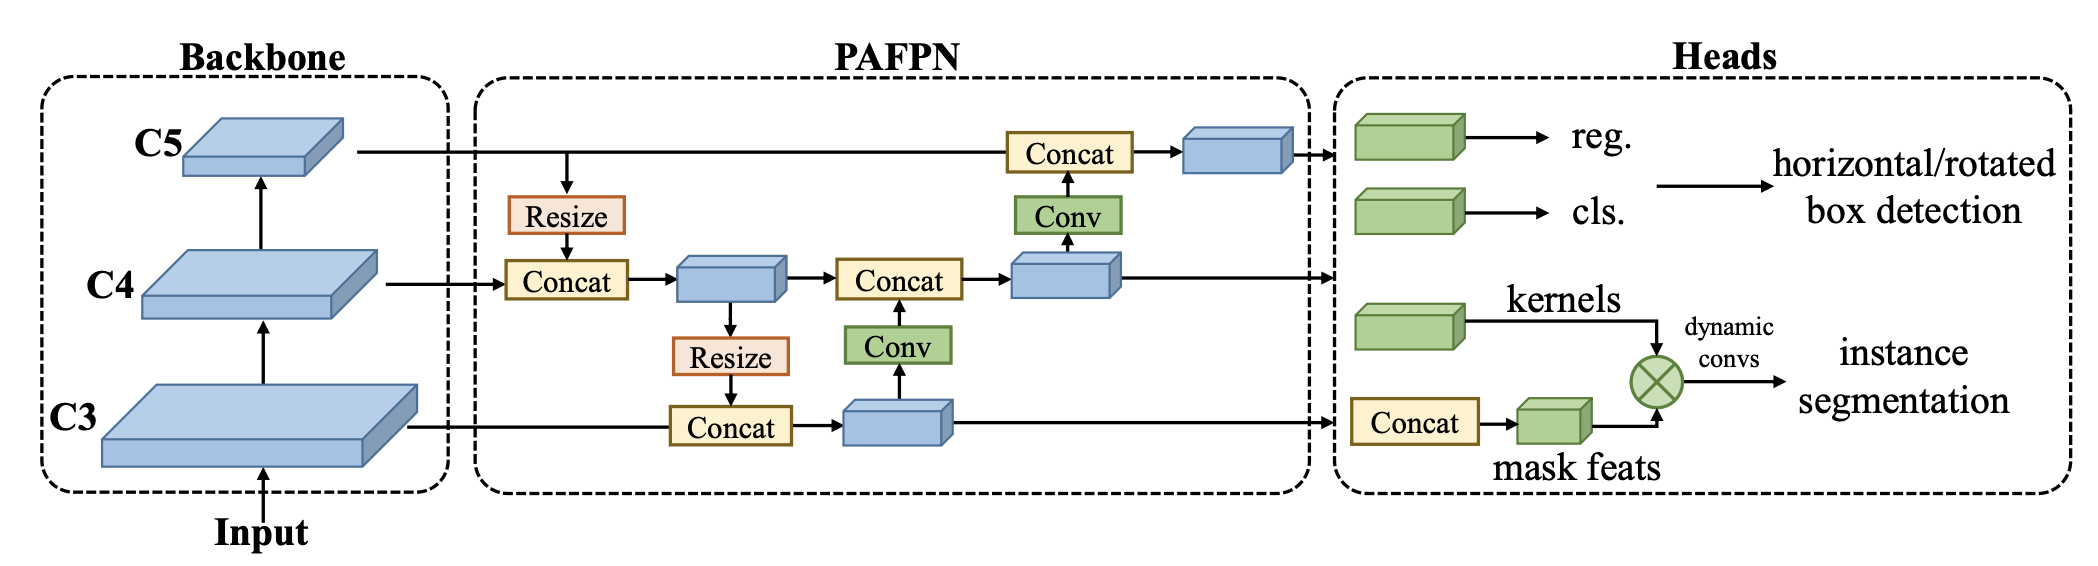 Backbone
PAFPN
Heads
C5
C4
C3
Input
Resize
Concat
Resize
Concat
Concat
Conv
Concat
Conv
reg.
cls.
horizontal/rotated
box detection
kernels
dynamic
convs
instance
segmentation
Concat
mask feats